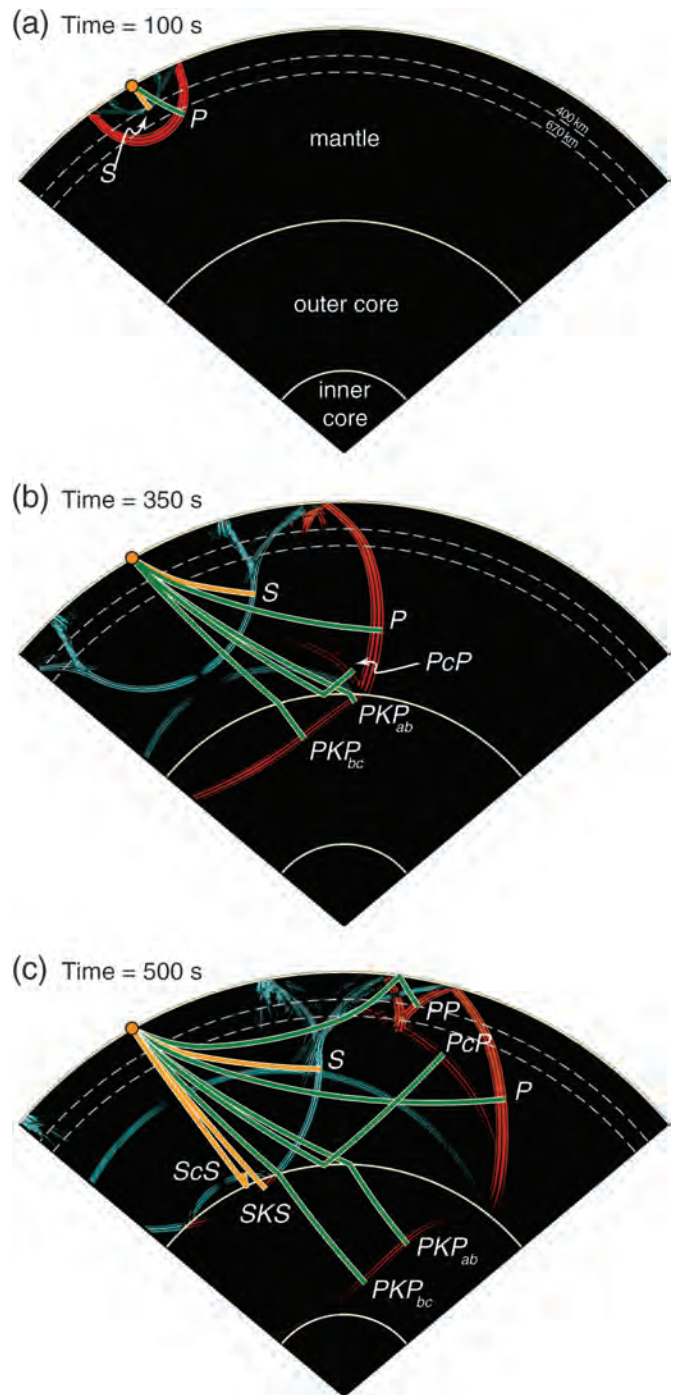 (a) Time = 100 s
P
S
400 km
670 km
mantle
outer core
inner
core
(b) Time = 350 s
S
P
PcP
PKPab
PKPbc
(c) Time = 500 s
PP
PcP
S
P
ScS
SKS
PKPab
PKPbc